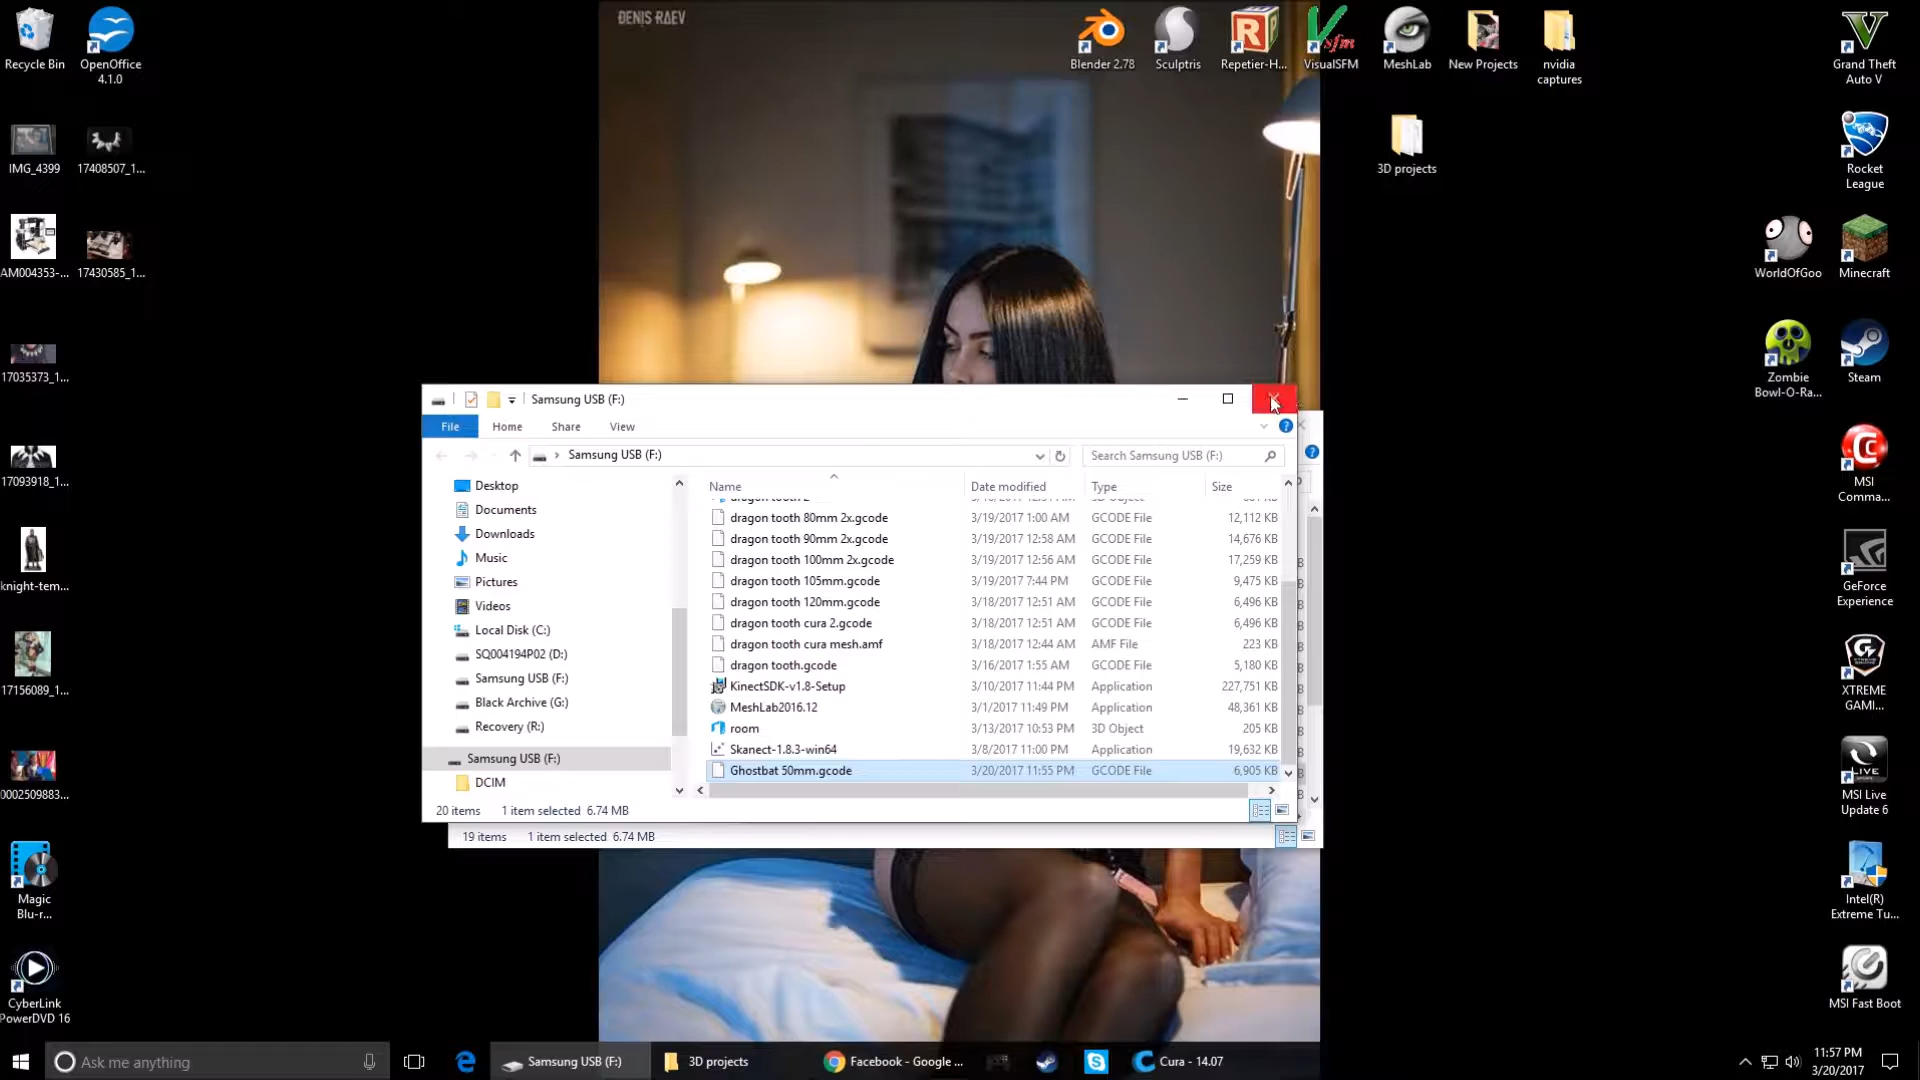 DENIS RAEV
Recycle Bin
OpenOffice
4.1.0
Blender 2.78
Sculptris
Repetier-H...
VisualSFM
MeshLab
New Projects
nvidia
captures
Grand Theft
Auto V
IMG_4399
17408507_1...
3D projects
Rocket
League
AM004353-...
17430585_1...
WorldOfGoo
Minecraft
17035373_1...
Zombie
Bowl-O-Ra...
Steam
17093918_1...
MSI
Comma...
knight-tem...
GeForce
Experience
17156089_1...
XTREME
GAMI...
0002509883...
LIVE
MSI Live
Update 6
Magic
Blu-r...
Intel(R)
Extreme Tu...
CyberLink
PowerDVD 16
MSI Fast Boot
Samsung USB (F:)
File Home Share View
Samsung USB (F:)
Search Samsung USB (F:)
Name Date modified Type Size
Desktop
Documents
Downloads
Music
Pictures
Videos
Local Disk (C:)
SQ004194P02 (D:)
Samsung USB (F:)
Black Archive (G:)
Recovery (R:)
Samsung USB (F:)
DCIM
dragon tooth 80mm 2x.gcode 3/19/2017 1:00 AM GCODE File 12,112 KB
dragon tooth 90mm 2x.gcode 3/19/2017 12:58 AM GCODE File 14,676 KB
dragon tooth 100mm 2x.gcode 3/19/2017 12:56 AM GCODE File 17,259 KB
dragon tooth 105mm.gcode 3/19/2017 7:44 PM GCODE File 9,475 KB
dragon tooth 120mm.gcode 3/18/2017 12:51 AM GCODE File 6,496 KB
dragon tooth cura 2.gcode 3/18/2017 12:51 AM GCODE File 6,496 KB
dragon tooth cura mesh.amf 3/18/2017 12:44 AM AMF File 223 KB
dragon tooth.gcode 3/16/2017 1:55 AM GCODE File 5,180 KB
KinectSDK-v1.8-Setup 3/10/2017 11:44 PM Application 227,751 KB
MeshLab2016.12 3/1/2017 11:49 PM Application 48,361 KB
room 3/13/2017 10:53 PM 3D Object 205 KB
Skanect-1.8.3-win64 3/8/2017 11:00 PM Application 19,632 KB
Ghostbat 50mm.gcode 3/20/2017 11:55 PM GCODE File 6,905 KB
20 items 1 item selected 6.74 MB
19 items 1 item selected 6.74 MB
Ask me anything
Samsung USB (F:)
3D projects
Facebook - Google ...
Cura - 14.07
11:57 PM
3/20/2017